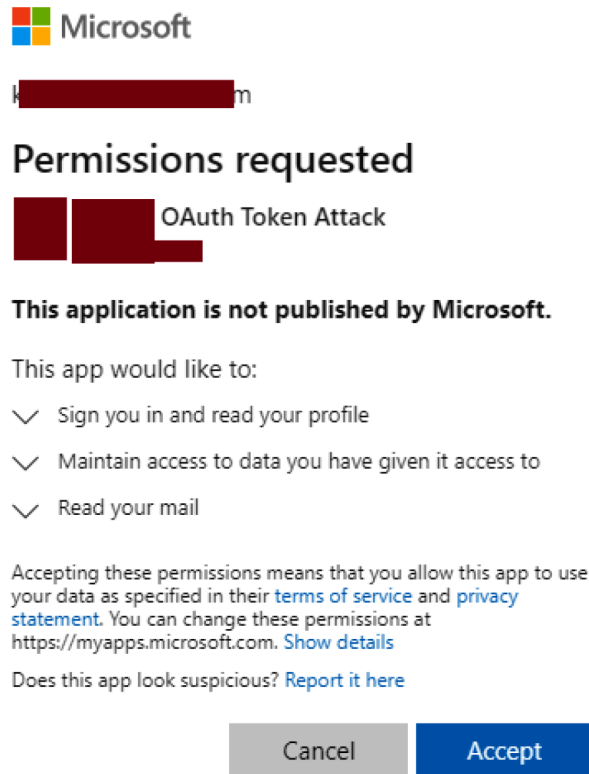 Microsoft
k m
Permissions requested
OAuth Token Attack
This application is not published by Microsoft.
This app would like to:
Sign you in and read your profile
Maintain access to data you have given it access to
Read your mail
Accepting these permissions means that you allow this app to use
your data as specified in their terms of service and privacy
statement. You can change these permissions at
https://myapps.microsoft.com. Show details
Does this app look suspicious? Report it here
Cancel Accept